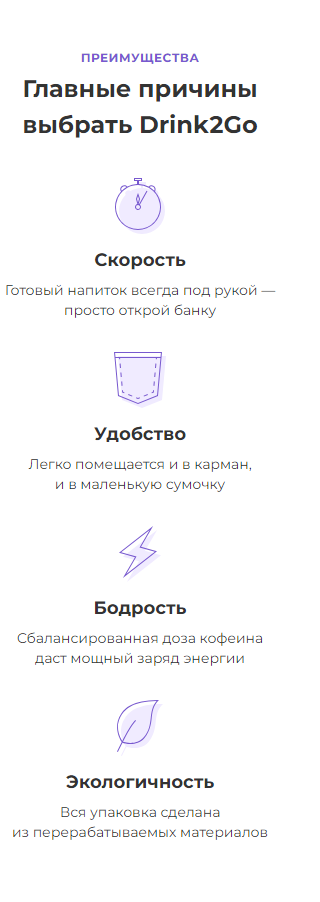 ПРЕИМУЩЕСТВА
Главные причины
выбрать Drink2Go
Скорость
Готовый напиток всегда под рукой —
просто открой банку
Удобство
Легко помещается и в карман,
и в маленькую сумочку
Бодрость
Сбалансированная доза кофеина
даст мощный заряд энергии
Экологичность
Вся упаковка сделана
из перерабатываемых материалов